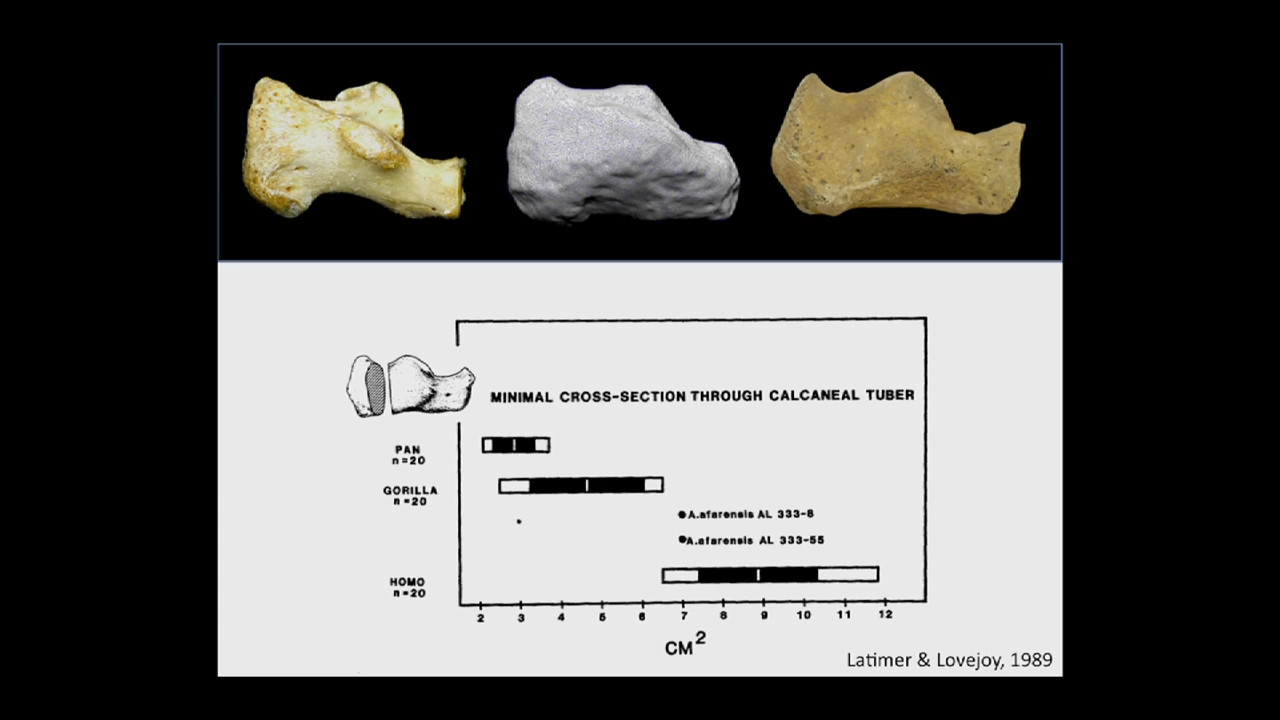 MINIMAL CROSS-SECTION THROUGH CALCANEAL TUBER
PAN
n=20
GORILLA
n=20
A.afarensis AL 333-8
A.afarensis AL 333-55
HOMO
n=20
2 3 4 5 6 7 8 9 10 11 12
CM2
Latimer & Lovejoy, 1989